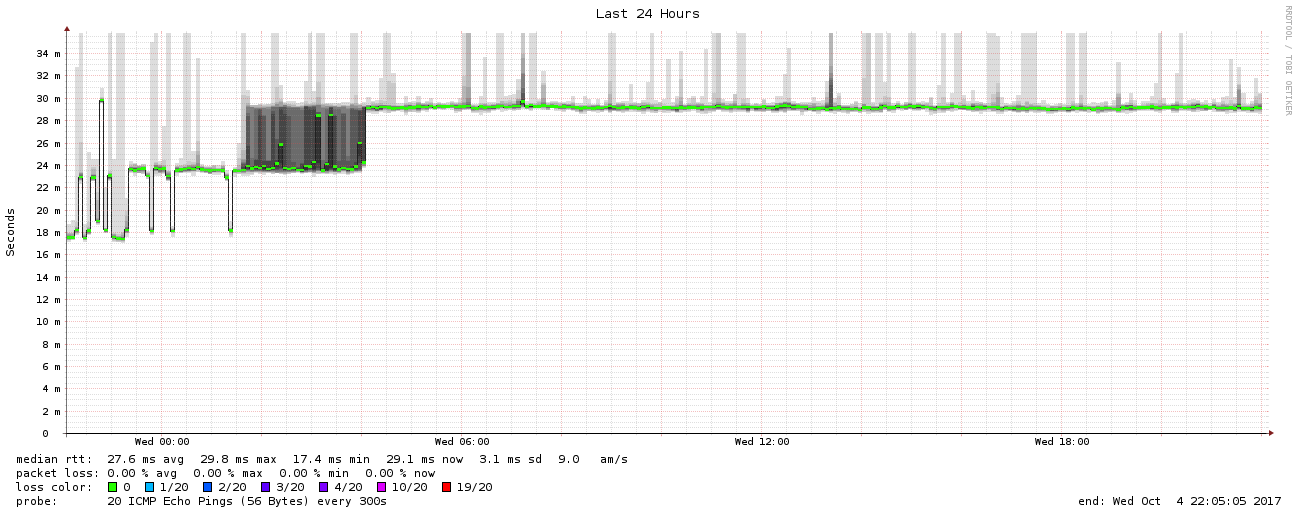 Last 24 Hours
RRDTOOL / TOBI OETIKER
Seconds
34 m
32 m
30 m
28 m
26 m
24 m
22 m
20 m
18 m
16 m
14 m
12 m
10 m
8 m
6 m
4 m
2 m
0
Wed 00:00 Wed 06:00 Wed 12:00 Wed 18:00
median rtt: 27.6 ms avg 29.8 ms max 17.4 ms min 29.1 ms now 3.1 ms sd 9.0 am/s
packet loss: 0.00 % avg 0.00 % max 0.00 % min 0.00 % now
loss color: 0 1/20 2/20 3/20 4/20 10/20 19/20
probe: 20 ICMP Echo Pings (56 Bytes) every 300s end: Wed Oct 4 22:05:05 2017